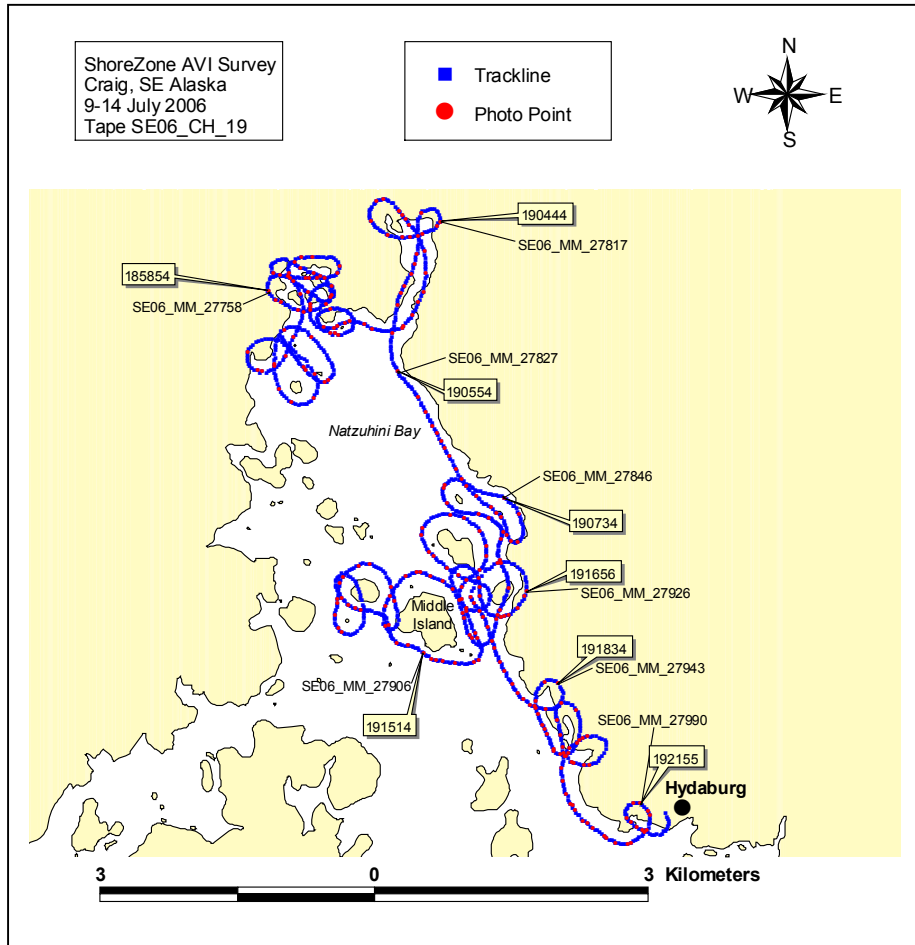 ShoreZone AVI Survey
Craig, SE Alaska
9-14 July 2006
Tape SE06_CH_19
Trackline
Photo Point
N
W
E
S
190444
SE06_MM_27817
185854
SE06_MM_27758
SE06_MM_27827
190554
Natzuhini Bay
SE06_MM_27846
190734
191656
SE06_MM_27926
Middle
Island
191834
SE06_MM_27943
SE06_MM_27906
191514
SE06_MM_27990
192155
Hydaburg
3 0 3 Kilometers